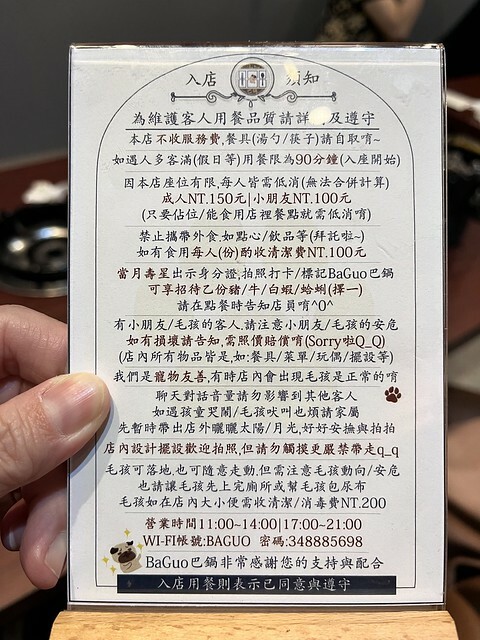 入店 須知
為維護客人用餐品質請詳 及遵守
本店不收服務費,餐具(湯勺/筷子)請自取唷~
如遇人多客滿(假日等)用餐限為90分鐘(入座開始)
因本店座位有限,每人皆需低消(無法合併計算)
成人NT.150元|小朋友NT.100元
(只要佔位/能食用店裡餐點就需低消唷)
禁止攜帶外食.如點心/飲品等(拜託啦~)
如有食用每人(份)酌收清潔費NT.100元
當月壽星出示身分證,拍照打卡/標記BaGuo巴鍋
可享招待乙份豬/牛/白蝦/蛤蜊(擇一)
請在點餐時告知店員唷^O^
有小朋友/毛孩的客人,請注意小朋友/毛孩的安危
如有損壞請告知,需照價賠償唷(Sorry啦Q_Q)
(店內所有物品皆是,如:餐具/菜單/玩偶/擺設等)
我們是寵物友善,有時店內會出現毛孩是正常的唷
聊天對話音量請勿影響到其他客人
如遇孩童哭鬧/毛孩吠叫也煩請家屬
先暫時帶出店外曬曬太陽/月光,好好安撫與拍拍
店內設計擺設歡迎拍照,但請勿觸摸更嚴禁帶走q_q
毛孩可落地,也可隨意走動,但需注意毛孩動向/安危
也請讓毛孩先上完廁所或幫毛孩包尿布
毛孩如在店內大小便需收清潔/消毒費NT.200
營業時間11:00~14:00|17:00~21:00
WI-FI帳號:BAGUO 密碼:348885698
BaGuo巴鍋非常感謝您的支持與配合
入店用餐則表示已同意與遵守